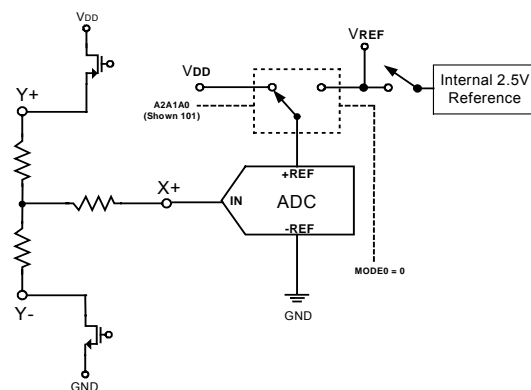 VDD
Y+
VDD
VREF
A2A1A0
(Shown 101)
Internal 2.5V
Reference
X+
+REF
IN
ADC
-REF
MODE0 = 0
GND
Y-
GND